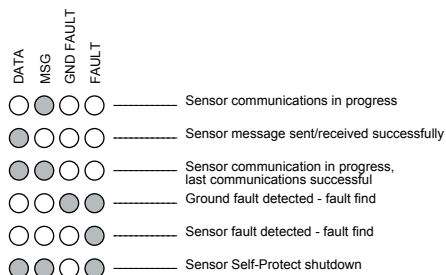 DATA
MSG
GND FAULT
FAULT
Sensor communications in progress
Sensor message sent/received successfully
Sensor communication in progress,
last communications successful
Ground fault detected - fault find
Sensor fault detected - fault find
Sensor Self-Protect shutdown